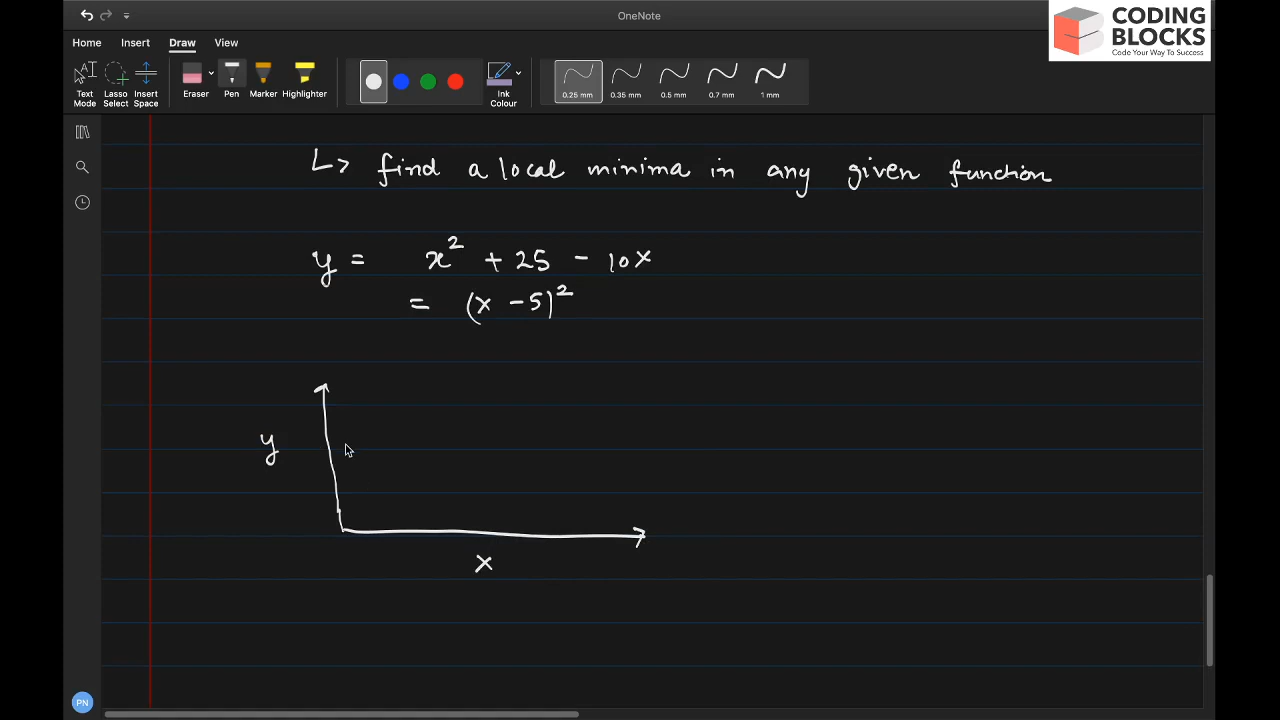 OneNote
CODING
BLOCKS
Code Your Way To Success
Home Insert Draw View
Text Mode Lasso Select Insert Space Eraser Pen Marker Highlighter Ink Colour 0.25 mm 0.35 mm 0.5 mm 0.7 mm 1 mm
L> find a local minima in any given function
y = x² + 25 - 10x
= (x - 5)²
y
x
PN